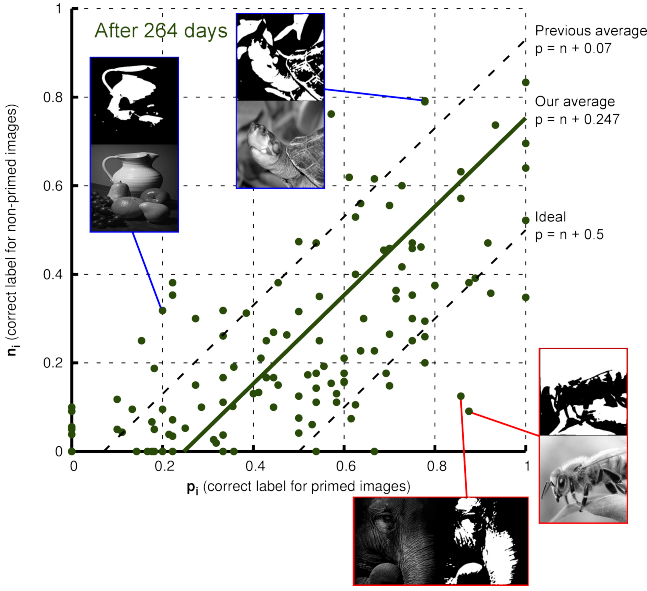 After 264 days
1
0.8
0.6
0.4
0.2
0
0
0.2
0.4
0.6
0.8
1
n_i (correct label for non-primed images)
p_i (correct label for primed images)
Previous average
p = n + 0.07
Our average
p = n + 0.247
Ideal
p = n + 0.5